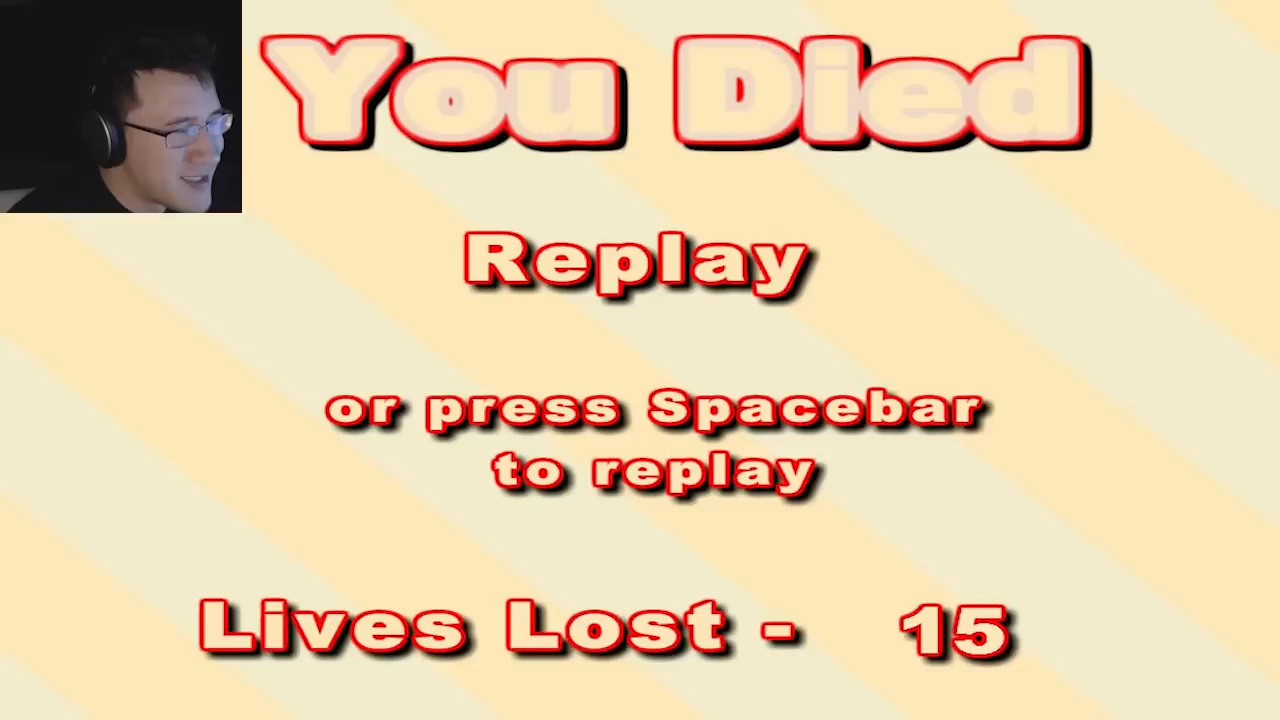 You Died
Replay
or press Spacebar
to replay
Lives Lost - 15